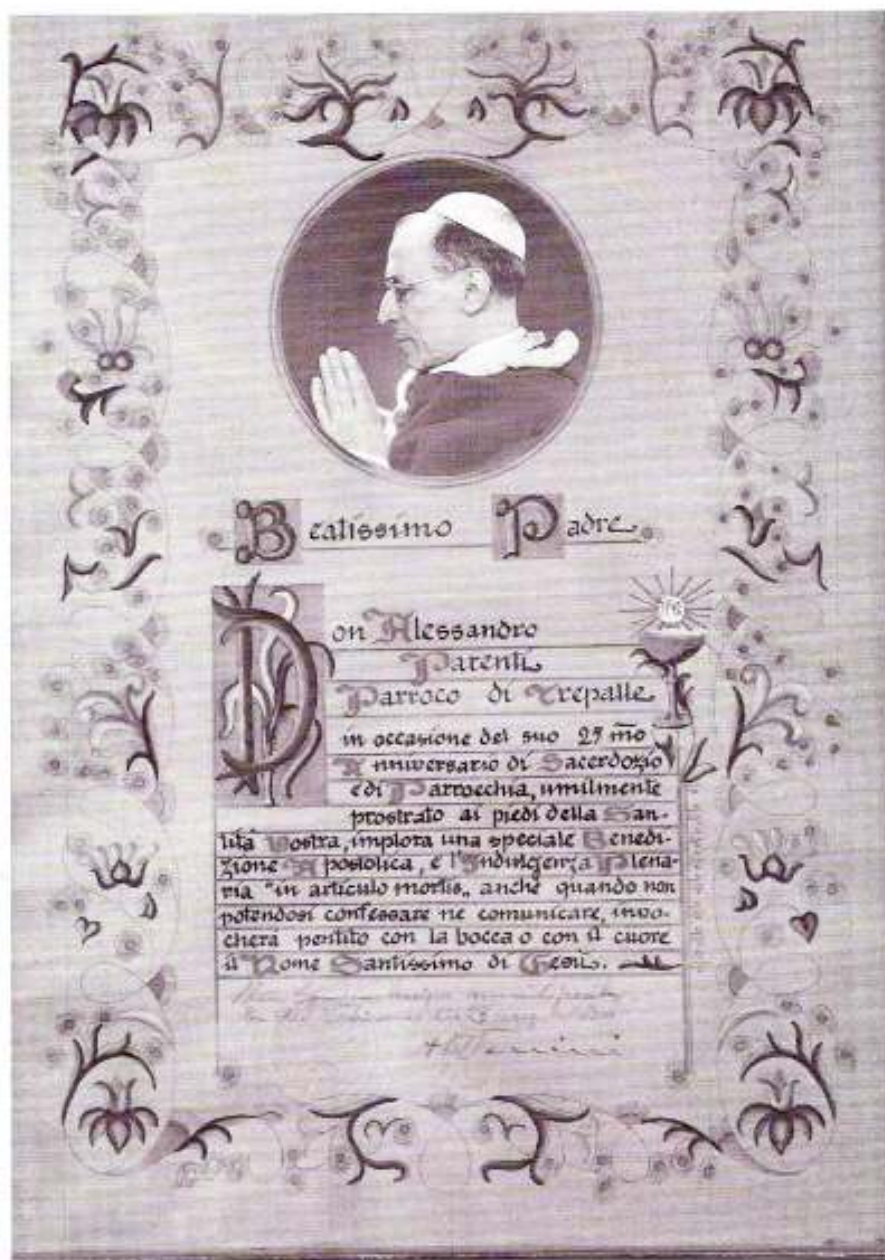 Beatissimo Padre
Don Alessandro
Parenti
Parroco di Trepalle
in occasione del suo 25mo
Anniversario di Sacerdozio
e di Parrocchia, umilmente
prostrato ai piedi della San-
tità Vostra, implora una speciale Benedi-
zione Apostolica, e l'Indulgenza Plena-
ria "in articulo mortis„ anche quando non
potendosi confessare ne comunicare, invo-
cherà pentito con la bocca o con il cuore
il Nome Santissimo di Gesù.